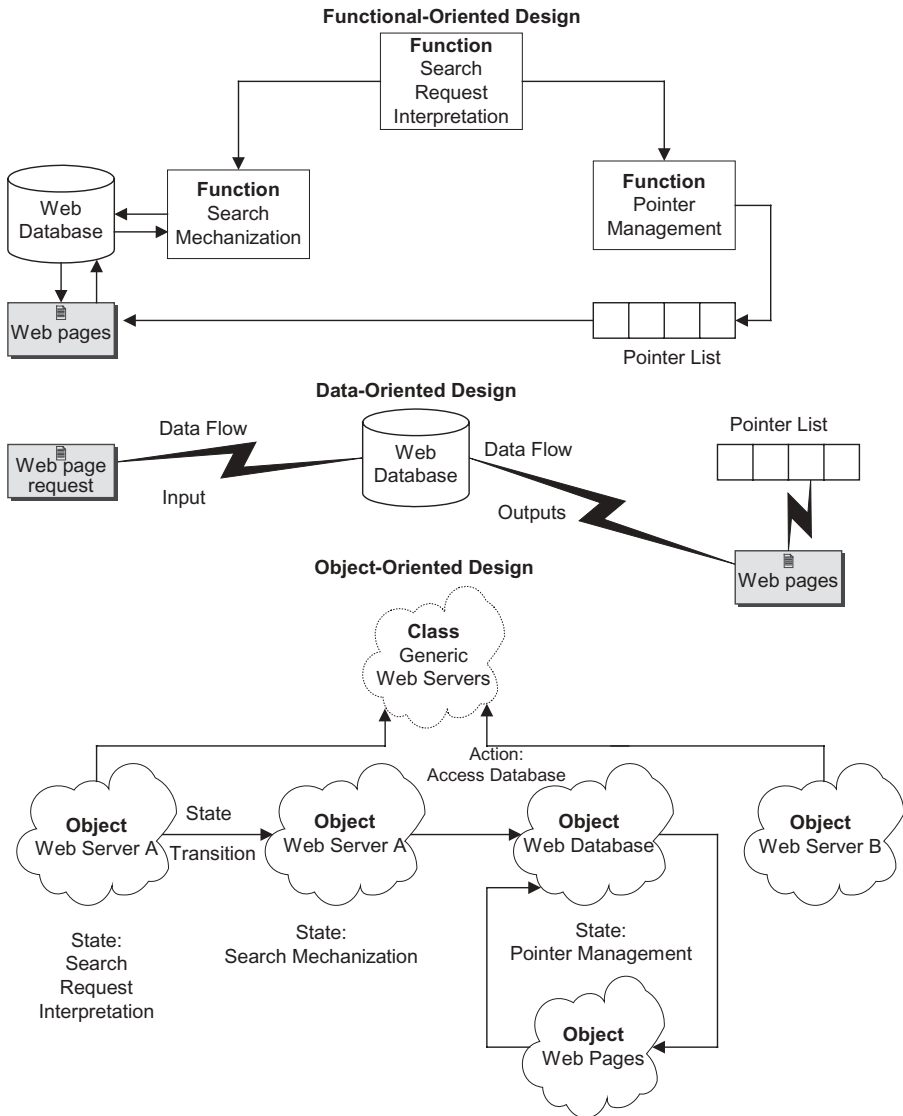 Functional-Oriented Design
Function
Search
Request
Interpretation
Function
Search
Mechanization
Function
Pointer
Management
Web
Database
Web pages
Pointer List
Data-Oriented Design
Web page
request
Data Flow
Input
Web
Database
Data Flow
Outputs
Pointer List
Web pages
Object-Oriented Design
Class
Generic
Web Servers
Action:
Access Database
Object
Web Server A
State
Transition
Object
Web Server A
Object
Web Database
Object
Web Server B
State:
Search
Request
Interpretation
State:
Search Mechanization
State:
Pointer Management
Object
Web Pages